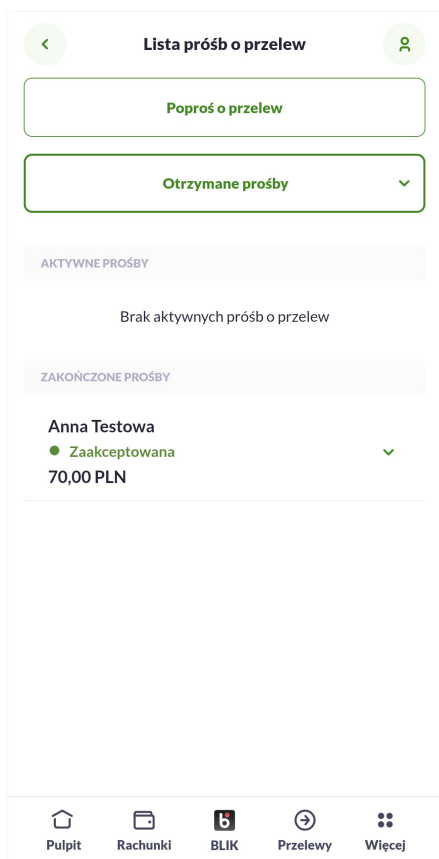 Lista próśb o przelew
Poproś o przelew
Otrzymane prośby
AKTYWNE PROŚBY
Brak aktywnych próśb o przelew
ZAKOŃCZONE PROŚBY
Anna Testowa
Zaakceptowana
70,00 PLN
Pulpit
Rachunki
BLIK
Przelewy
Więcej